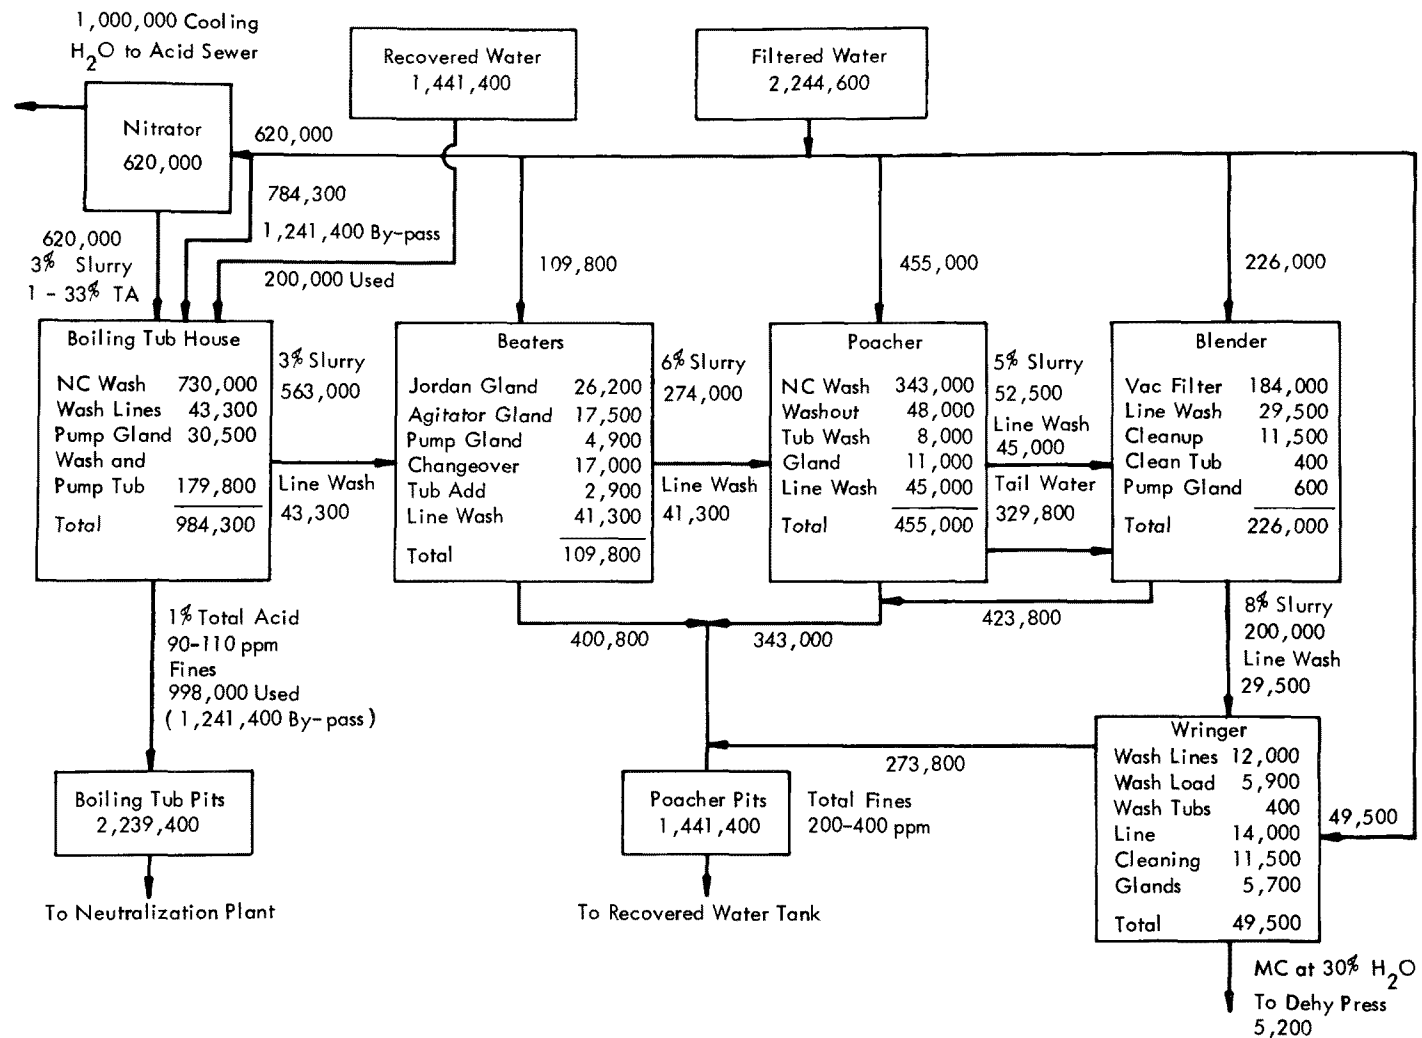 1,000,000 Cooling
H2O to Acid Sewer
Recovered Water
1,441,400
Filtered Water
2,244,600
Nitrator
620,000
620,000
784,300
1,241,400 By-pass
200,000 Used
620,000
3% Slurry
1 - 33% TA
109,800
455,000
226,000
Boiling Tub House
NC Wash 730,000
Wash Lines 43,300
Pump Gland 30,500
Wash and
Pump Tub 179,800
Total 984,300
3% Slurry
563,000
Line Wash
43,300
Beaters
Jordan Gland 26,200
Agitator Gland 17,500
Pump Gland 4,900
Changeover 17,000
Tub Add 2,900
Line Wash 41,300
Total 109,800
6% Slurry
274,000
Line Wash
41,300
Poacher
NC Wash 343,000
Washout 48,000
Tub Wash 8,000
Gland 11,000
Line Wash 45,000
Total 455,000
5% Slurry
52,500
Line Wash
45,000
Tail Water
329,800
Blender
Vac Filter 184,000
Line Wash 29,500
Cleanup 11,500
Clean Tub 400
Pump Gland 600
Total 226,000
1% Total Acid
90-110 ppm
Fines
998,000 Used
(1,241,400 By-pass)
400,800
343,000
423,800
8% Slurry
200,000
Line Wash
29,500
273,800
Boiling Tub Pits
2,239,400
To Neutralization Plant
Poacher Pits
1,441,400
Total Fines
200-400 ppm
To Recovered Water Tank
Wringer
Wash Lines 12,000
Wash Load 5,900
Wash Tubs 400
Line 14,000
Cleaning 11,500
Glands 5,700
Total 49,500
49,500
MC at 30% H2O
To Dehy Press
5,200